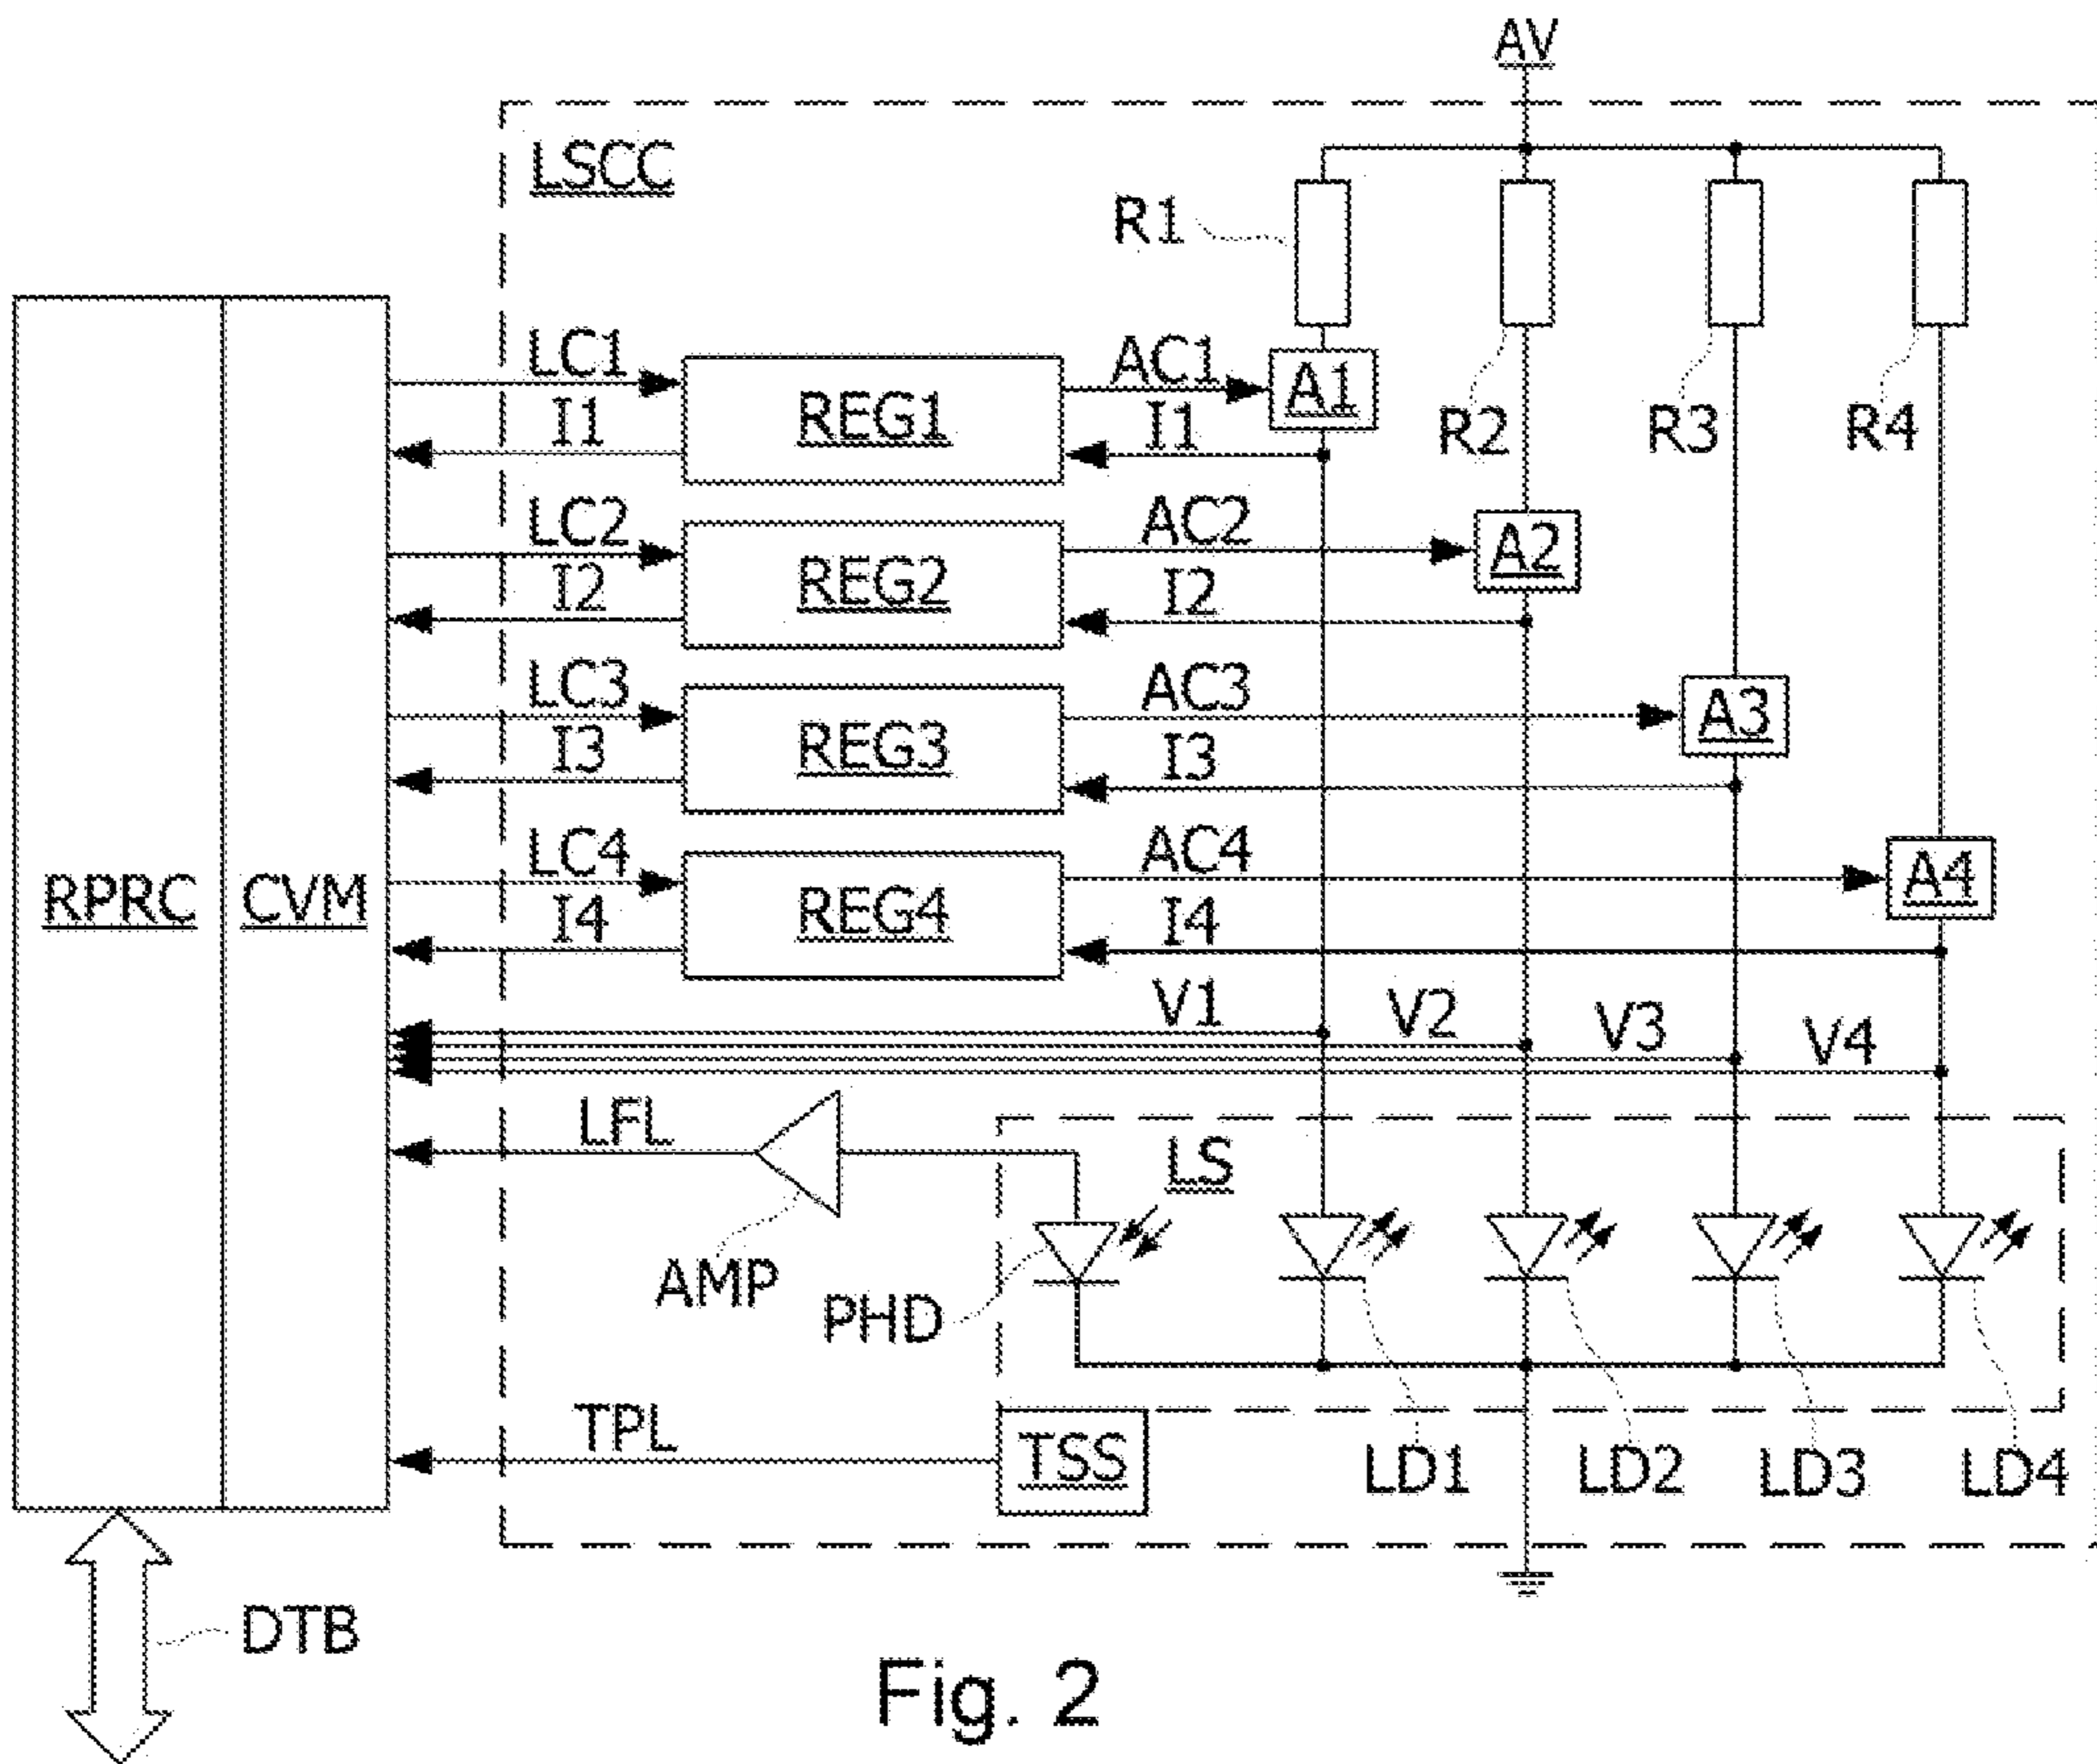 AV
LSCC
R1
R2
R3
R4
LC1
I1
REG1
AC1
I1
A1
LC2
I2
REG2
AC2
I2
A2
LC3
I3
REG3
AC3
I3
A3
LC4
I4
REG4
AC4
I4
A4
RPRC
CVM
V1
V2
V3
V4
LFL
LS
AMP
PHD
TPL
TSS
LD1
LD2
LD3
LD4
DTB
Fig. 2